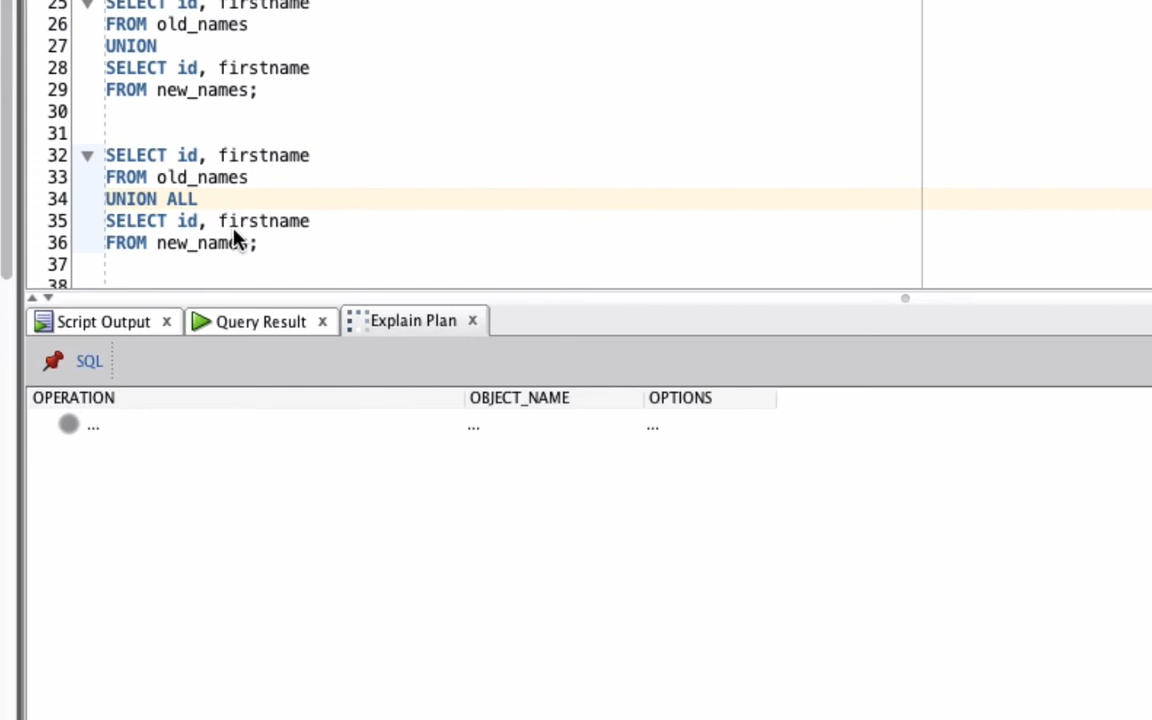 25 SELECT id, firstname
26 FROM old_names
27 UNION
28 SELECT id, firstname
29 FROM new_names;
30
31
32 SELECT id, firstname
33 FROM old_names
34 UNION ALL
35 SELECT id, firstname
36 FROM new_names;
37
38
Script Output x Query Result x Explain Plan x
SQL
OPERATION OBJECT_NAME OPTIONS
... ... ...